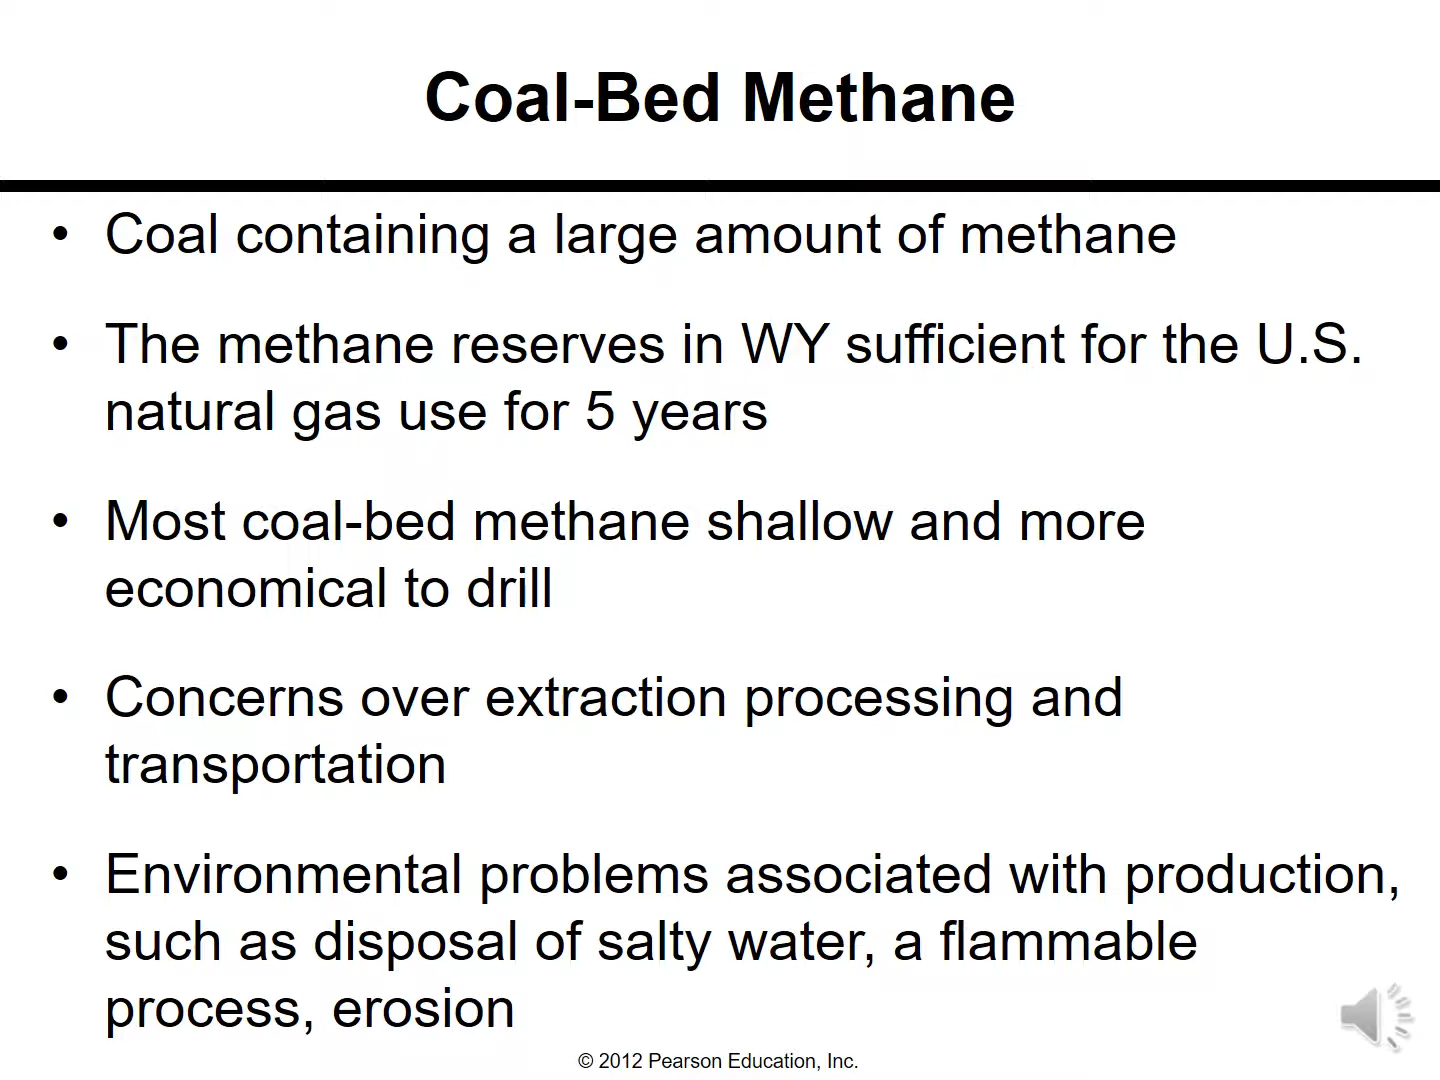 Coal-Bed Methane
• Coal containing a large amount of methane
• The methane reserves in WY sufficient for the U.S.
natural gas use for 5 years
• Most coal-bed methane shallow and more
economical to drill
• Concerns over extraction processing and
transportation
• Environmental problems associated with production,
such as disposal of salty water, a flammable
process, erosion
© 2012 Pearson Education, Inc.